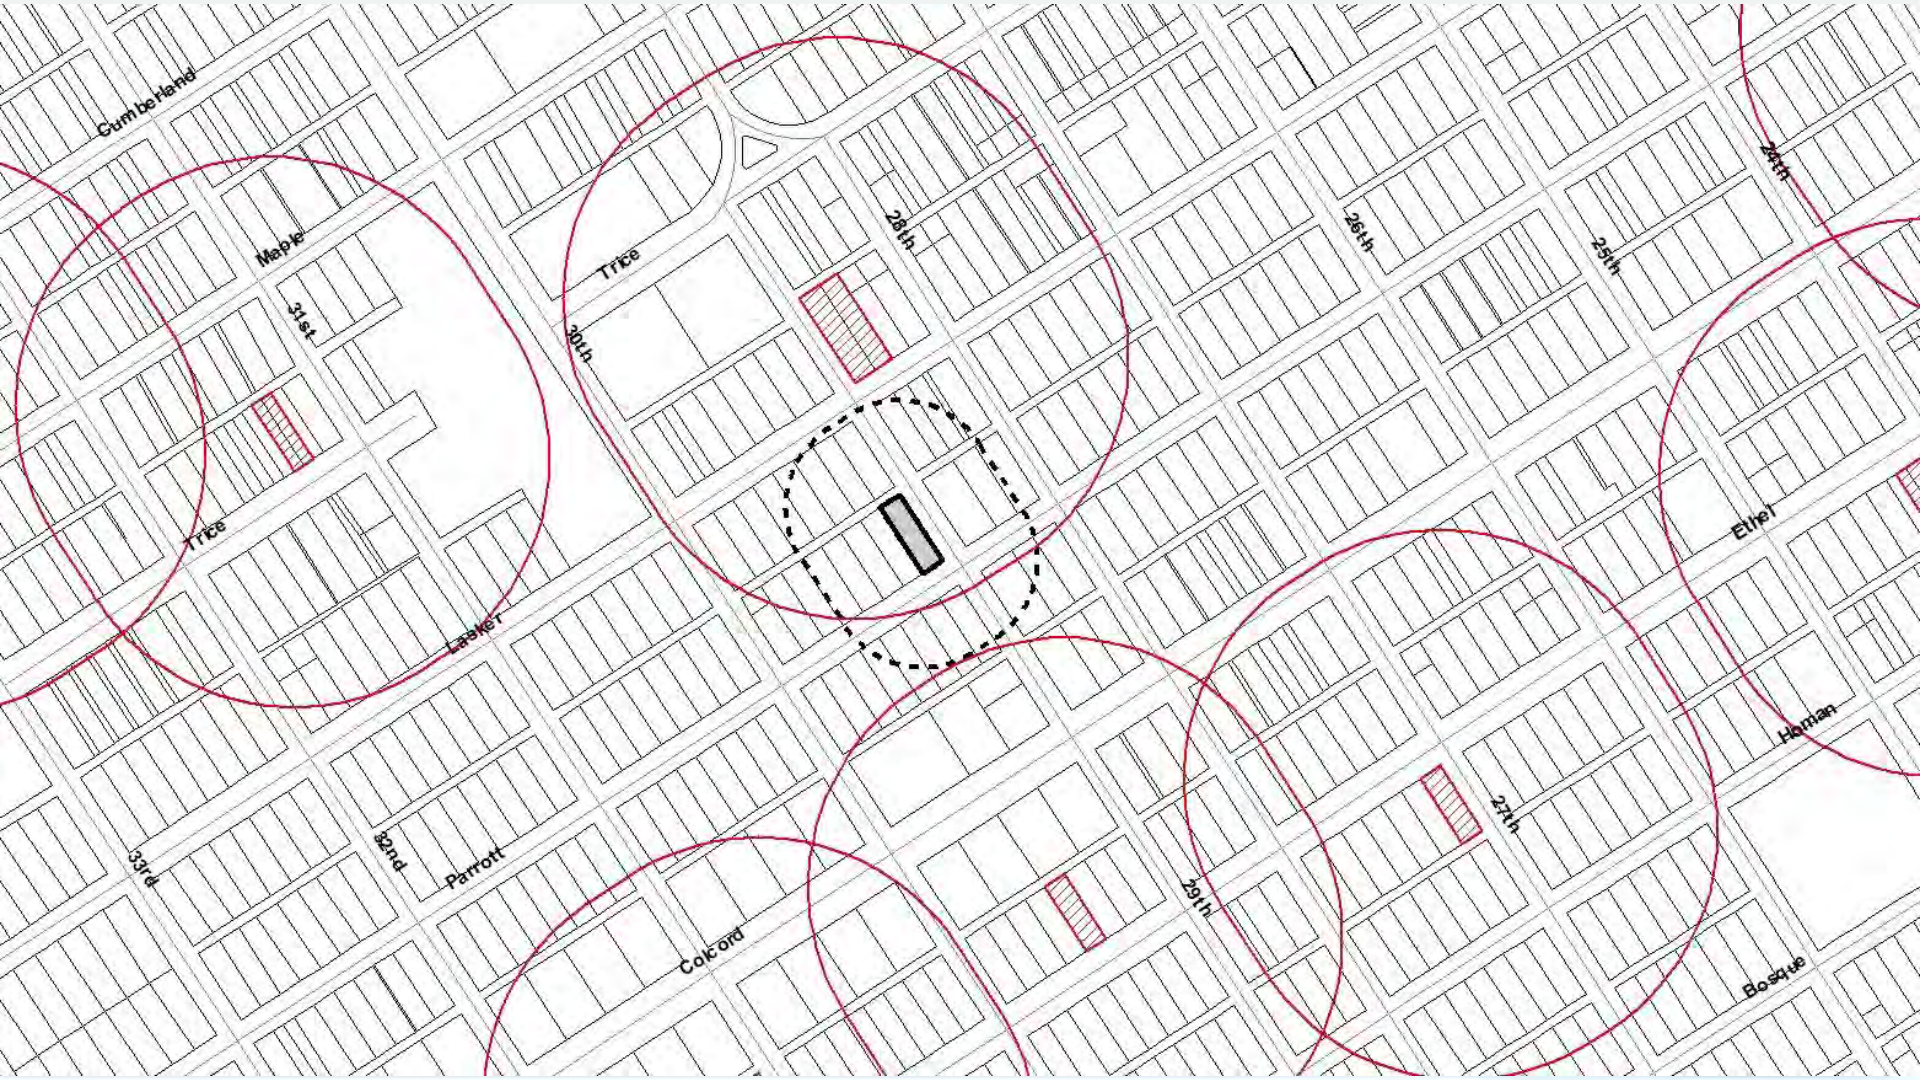 Cumberland
24th
28th
26th
Maple
25th
Trice
31st
30th
Ethel
Trice
Lasker
Homan
27th
32nd
33rd
Parrott
29th
Colcord
Bosque